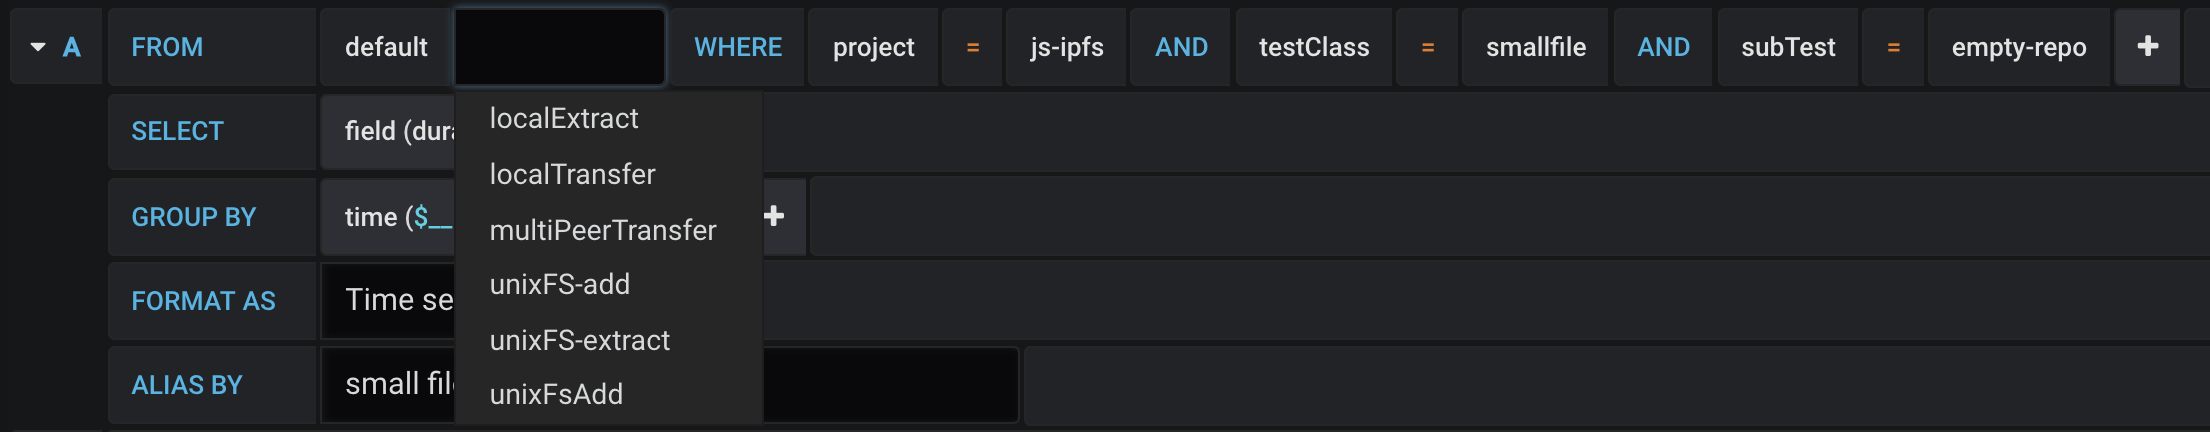 A FROM default WHERE project = js-ipfs AND testClass = smallfile AND subTest = empty-repo +
localExtract
SELECT field (dura
localTransfer
GROUP BY time ($__ +
multiPeerTransfer
unixFS-add
FORMAT AS Time se
unixFS-extract
ALIAS BY small fil
unixFsAdd